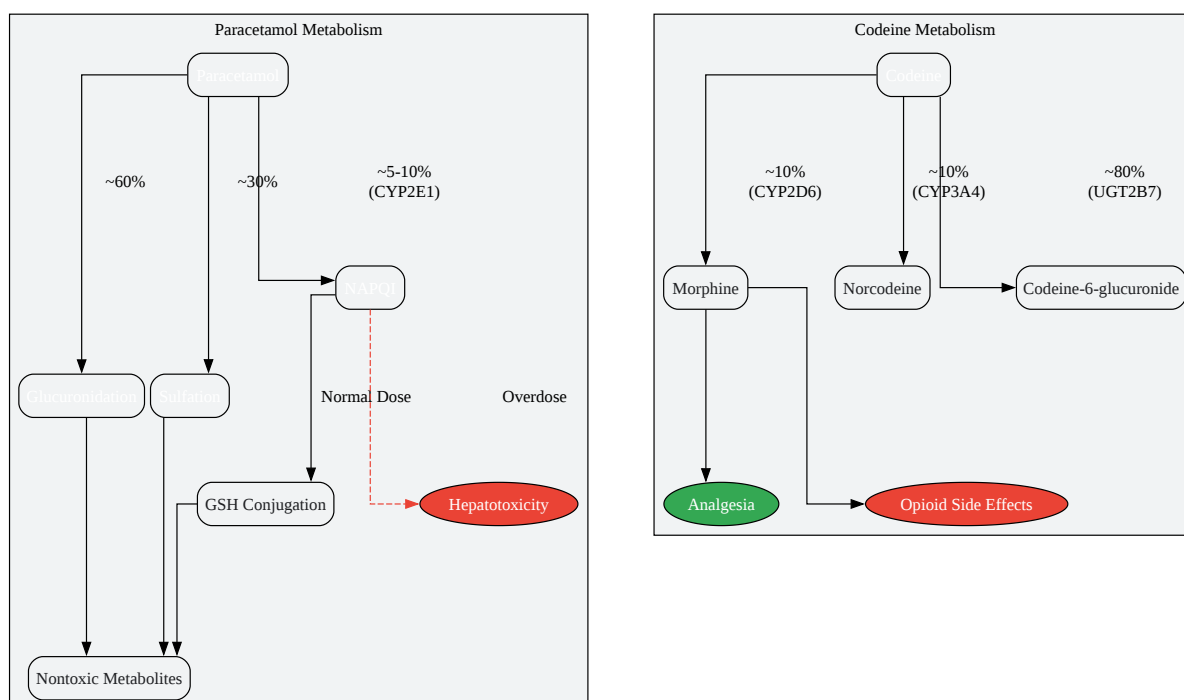 Paracetamol Metabolism
Paracetamol
~60%
~30%
~5-10%
(CYP2E1)
NAPQI
Glucuronidation
Sulfation
Normal Dose
Overdose
GSH Conjugation
Hepatotoxicity
Nontoxic Metabolites
Codeine Metabolism
Codeine
~10%
(CYP2D6)
~10%
(CYP3A4)
~80%
(UGT2B7)
Morphine
Norcodeine
Codeine-6-glucuronide
Analgesia
Opioid Side Effects